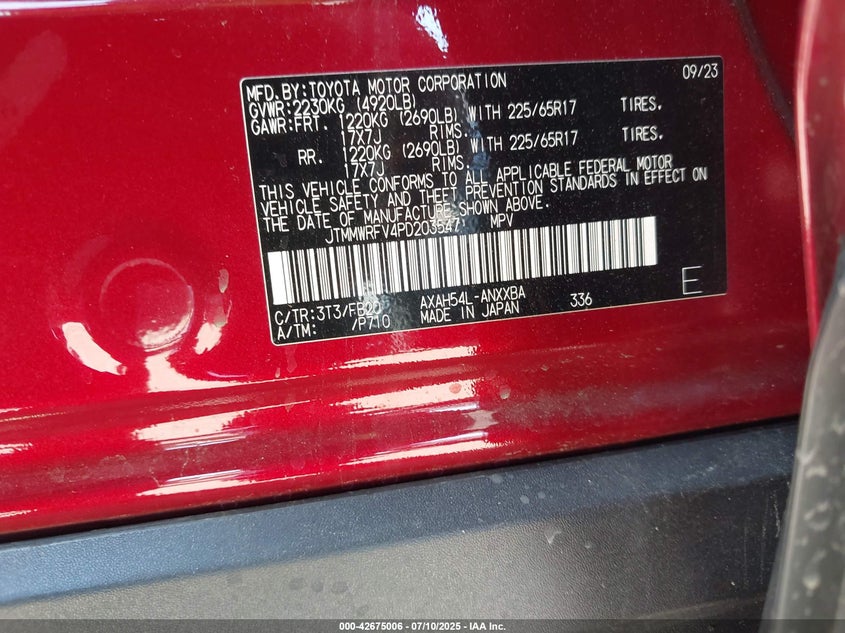 MFD.BY:TOYOTA MOTOR CORPORATION 09/23
GVWR:2230KG (4920LB)
GAWR:FRT. 1220KG (2690LB) WITH 225/65R17 TIRES.
17X7J RIMS.
RR. 1220KG (2690LB) WITH 225/65R17 TIRES.
17X7J RIMS.
THIS VEHICLE CONFORMS TO ALL APPLICABLE FEDERAL MOTOR
VEHICLE SAFETY AND THEFT PREVENTION STANDARDS IN EFFECT ON
THE DATE OF MANUFACTURE SHOWN ABOVE.
JTMMWRFV4PD203547 MPV
C/TR:3T3/FB20 AXAH54L-ANXXBA 336 E
A/TM: /P710 MADE IN JAPAN
000-42675006 - 07/10/2025 - IAA Inc.